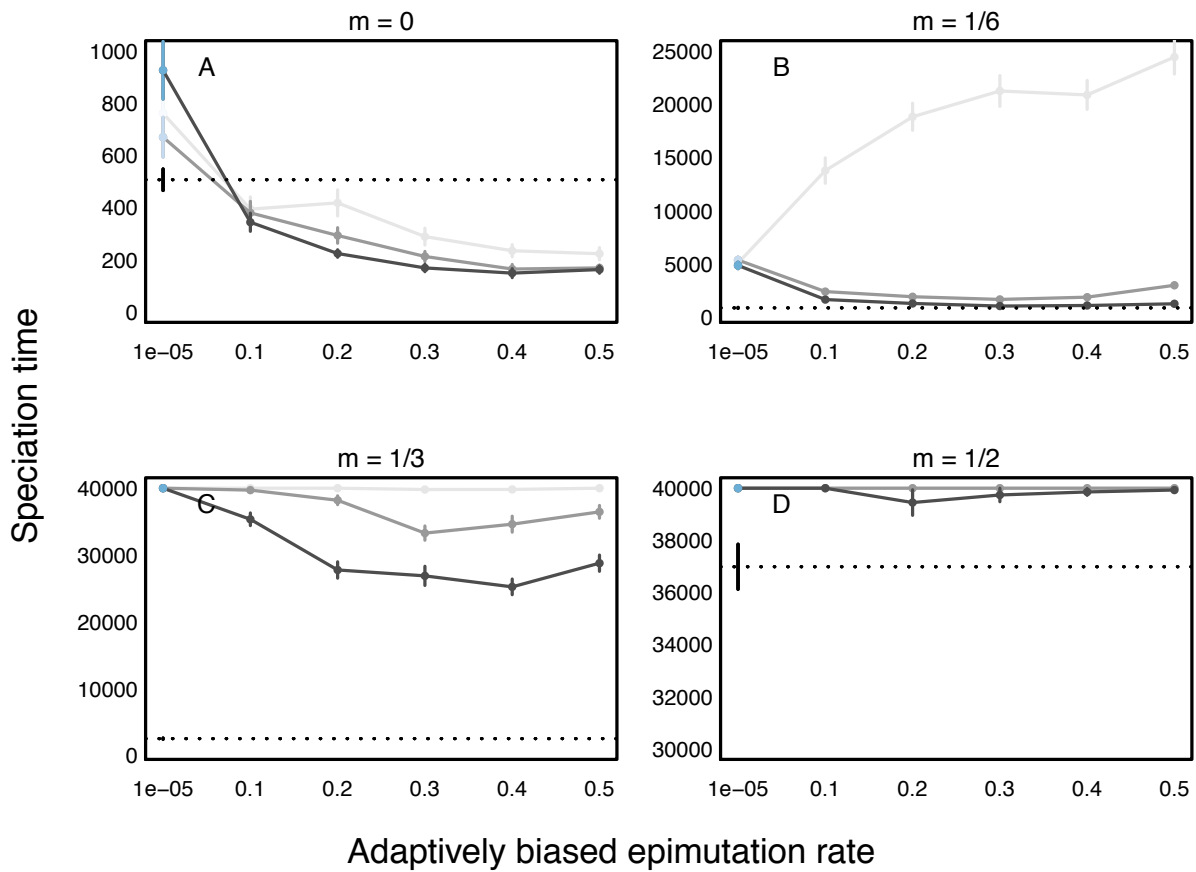 m = 0
A
1000
800
600
400
200
0
1e−05 0.1 0.2 0.3 0.4 0.5
m = 1/6
B
25000
20000
15000
10000
5000
0
1e−05 0.1 0.2 0.3 0.4 0.5
Speciation time
m = 1/3
C
40000
30000
20000
10000
0
1e−05 0.1 0.2 0.3 0.4 0.5
m = 1/2
D
40000
38000
36000
34000
32000
30000
1e−05 0.1 0.2 0.3 0.4 0.5
Adaptively biased epimutation rate